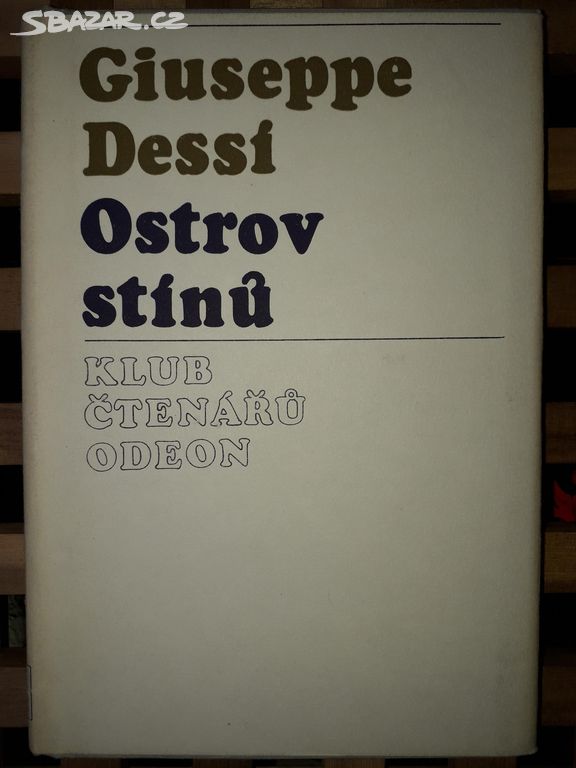 SBAZAR.CZ
Giuseppe
Dessí
Ostrov
stínů
KLUB
ČTENÁŘŮ
ODEON